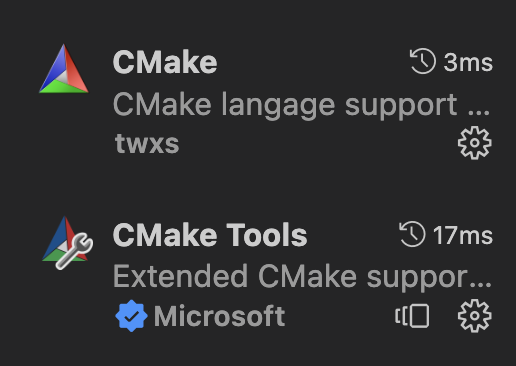 CMake 3ms
CMake langage support ...
twxs
CMake Tools 17ms
Extended CMake suppor...
Microsoft